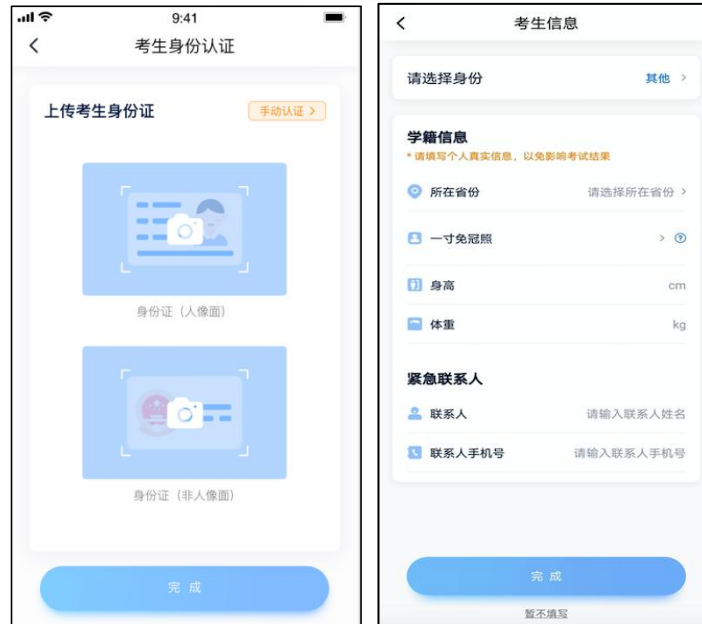 9:41
考生身份认证
上传考生身份证
手动认证 >
身份证（人像面）
身份证（非人像面）
完成
考生信息
请选择身份
其他 >
学籍信息
* 请填写个人真实信息，以免影响考试结果
所在省份
请选择所在省份 >
一寸免冠照
> ?
身高
cm
体重
kg
紧急联系人
联系人
请输入联系人姓名
联系人手机号
请输入联系人手机号
完成
暂不填写